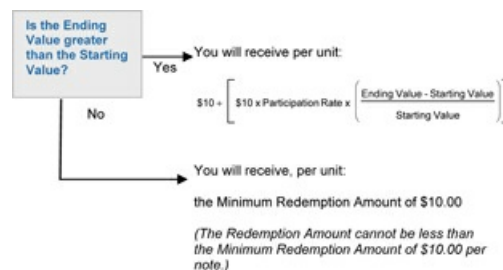 Is the Ending
Value greater
than the Starting
Value?
Yes
You will receive per unit:
$10 + [ $10 x Participation Rate x ( Ending Value - Starting Value
Starting Value ) ]
No
You will receive, per unit:
the Minimum Redemption Amount of $10.00
(The Redemption Amount cannot be less than
the Minimum Redemption Amount of $10.00 per
note.)